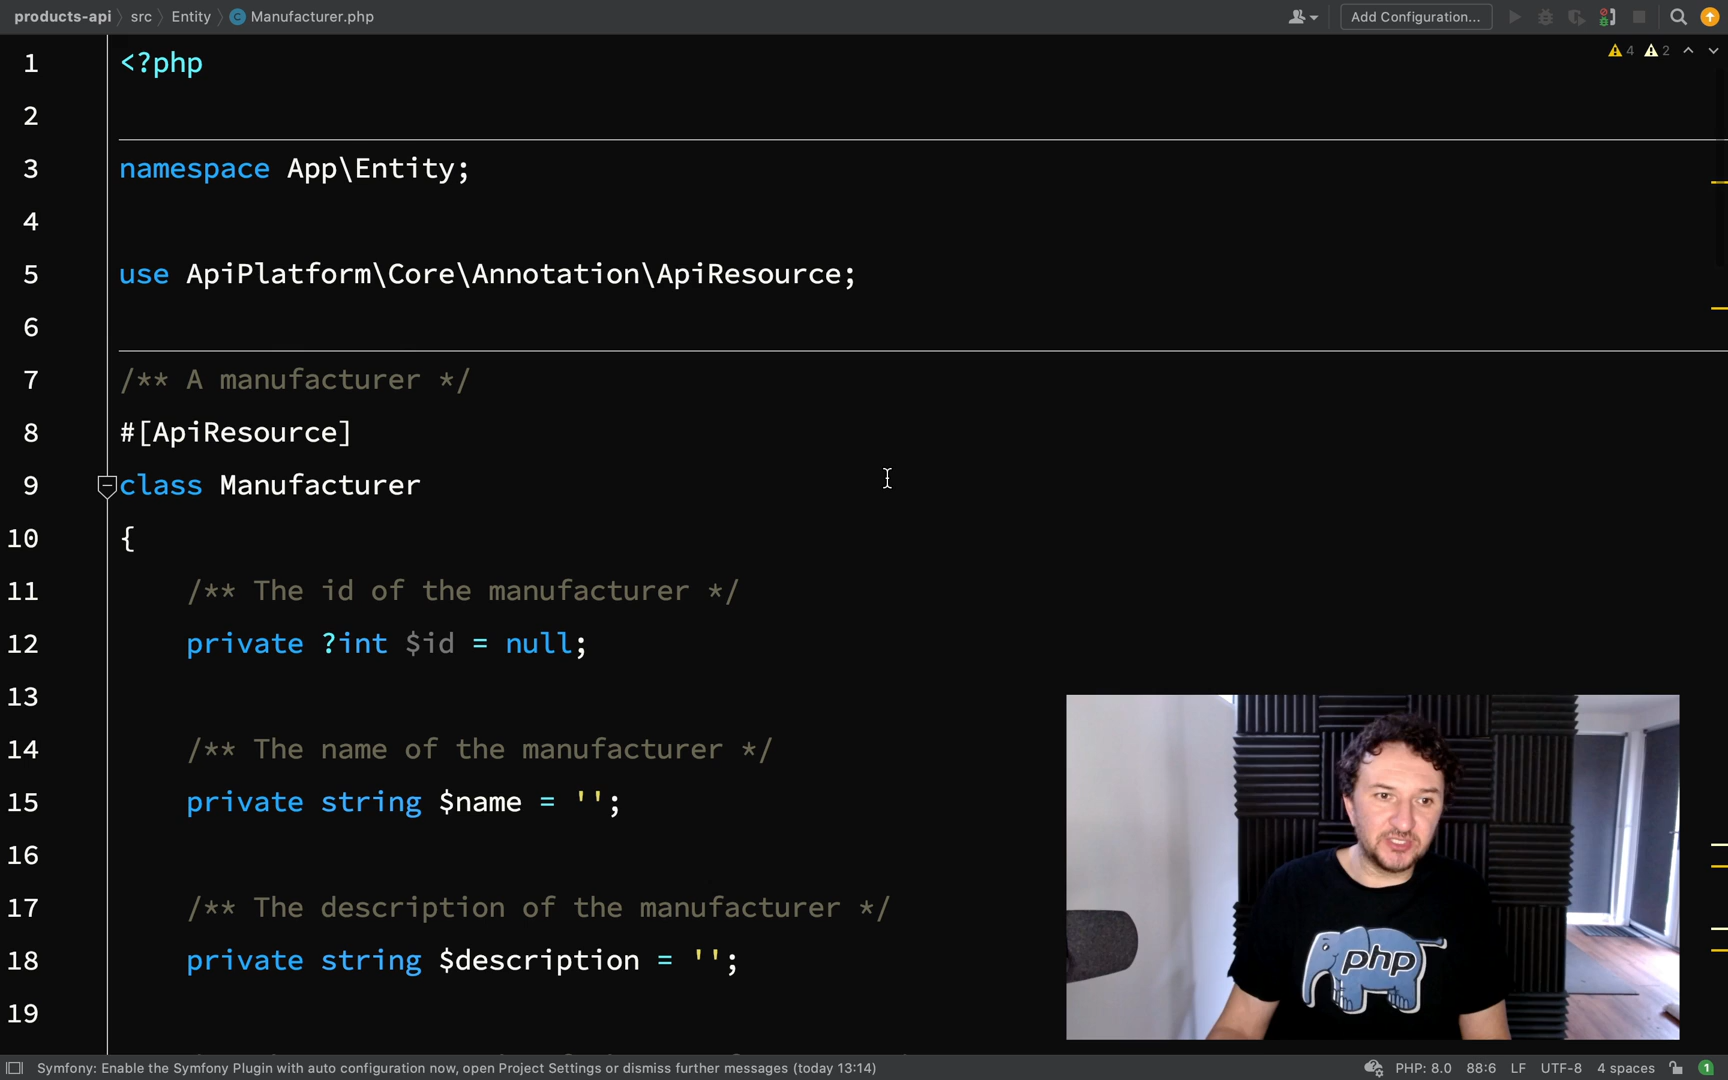 products-api src Entity Manufacturer.php Add Configuration...
4 2
1 <?php
2
3 namespace App\Entity;
4
5 use ApiPlatform\Core\Annotation\ApiResource;
6
7 /** A manufacturer */
8 #[ApiResource]
9 class Manufacturer
10 {
11 /** The id of the manufacturer */
12 private ?int $id = null;
13
14 /** The name of the manufacturer */
15 private string $name = '';
16
17 /** The description of the manufacturer */
18 private string $description = '';
19
php
Symfony: Enable the Symfony Plugin with auto configuration now, open Project Settings or dismiss further messages (today 13:14) PHP: 8.0 88:6 LF UTF-8 4 spaces 1